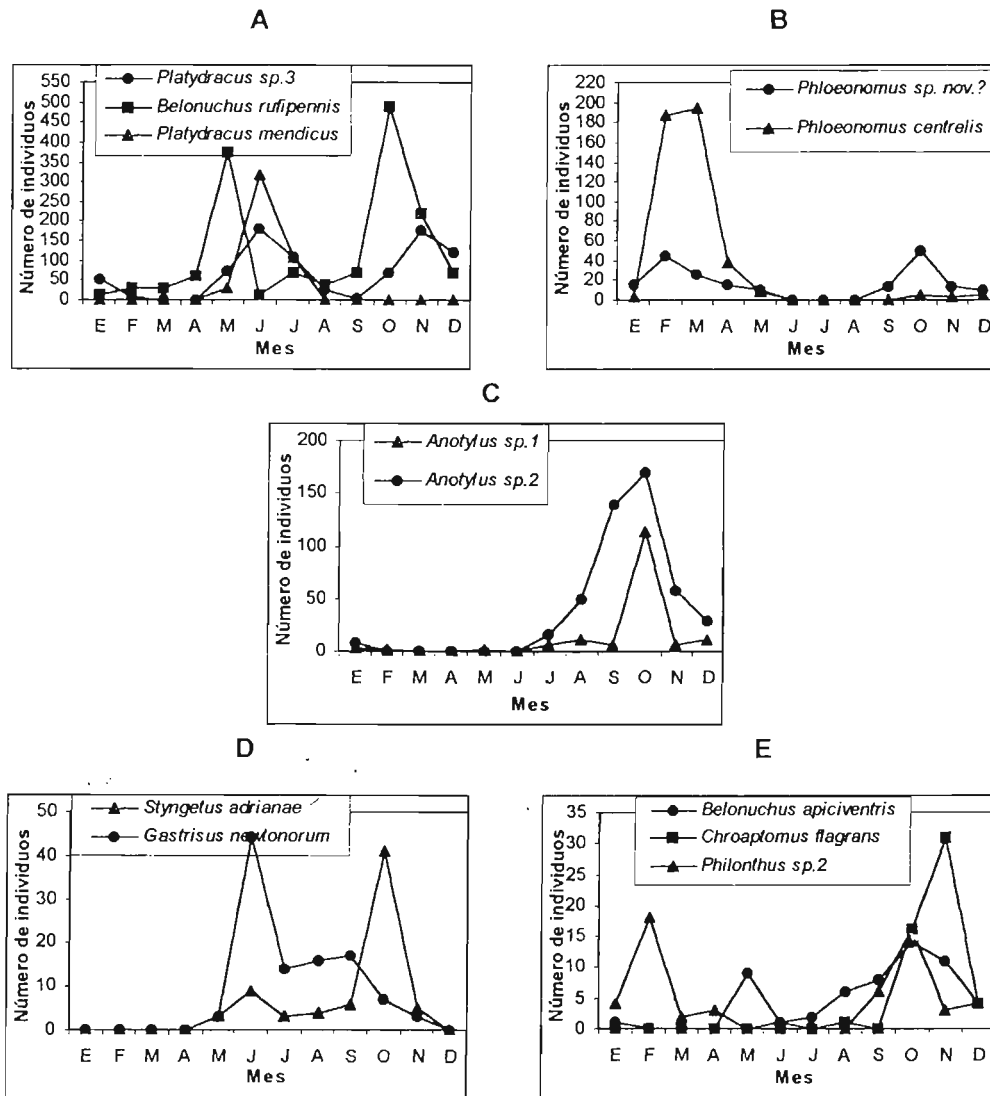 A
Platydracus sp.3
Belonuchus rufipennis
Platydracus mendicus
Número de individuos
550
500
450
400
350
300
250
200
150
100
50
0
E F M A M J J A S O N D
Mes
B
Phloeonomus sp. nov.?
Phloeonomus centrelis
Número de individuos
220
200
180
160
140
120
100
80
60
40
20
0
E F M A M J J A S O N D
Mes
C
Anotylus sp.1
Anotylus sp.2
Número de individuos
200
150
100
50
0
E F M A M J J A S O N D
Mes
D
Styngetus adrianae
Gastrisus newtonorum
Número de individuos
50
40
30
20
10
0
E F M A M J J A S O N D
Mes
E
Belonuchus apiciventris
Chroaptomus flagrans
Philonthus sp.2
Número de individuos
35
30
25
20
15
10
5
0
E F M A M J J A S O N D
Mes